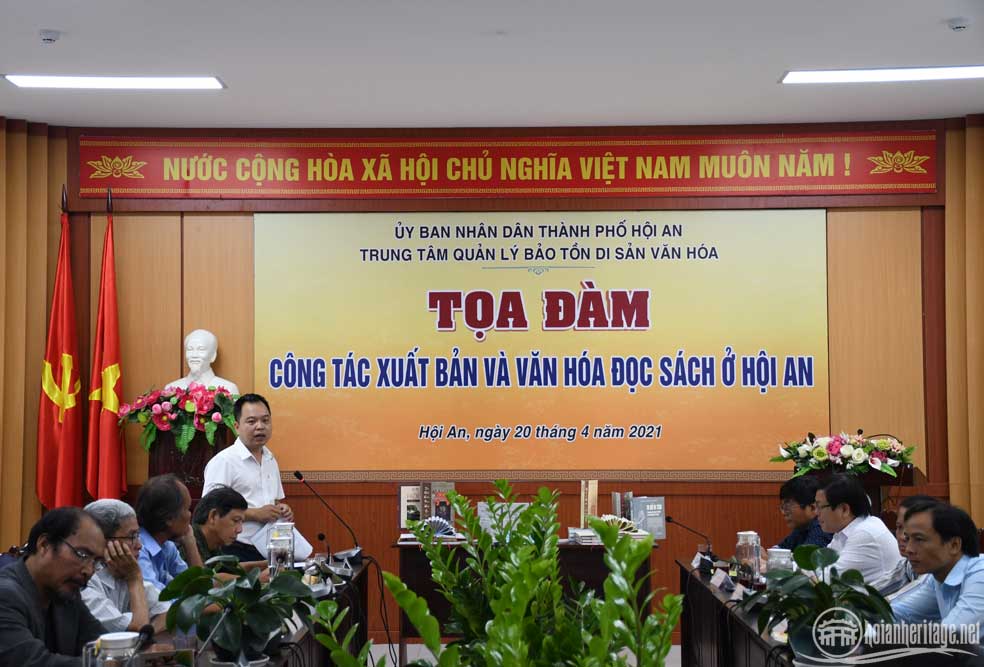 NƯỚC CỘNG HÒA XÃ HỘI CHỦ NGHĨA VIỆT NAM MUÔN NĂM !
ỦY BAN NHÂN DÂN THÀNH PHỐ HỘI AN
TRUNG TÂM QUẢN LÝ BẢO TỒN DI SẢN VĂN HÓA
TỌA ĐÀM
CÔNG TÁC XUẤT BẢN VÀ VĂN HÓA ĐỌC SÁCH Ở HỘI AN
Hội An, ngày 20 tháng 4 năm 2021
hoianheritage.net